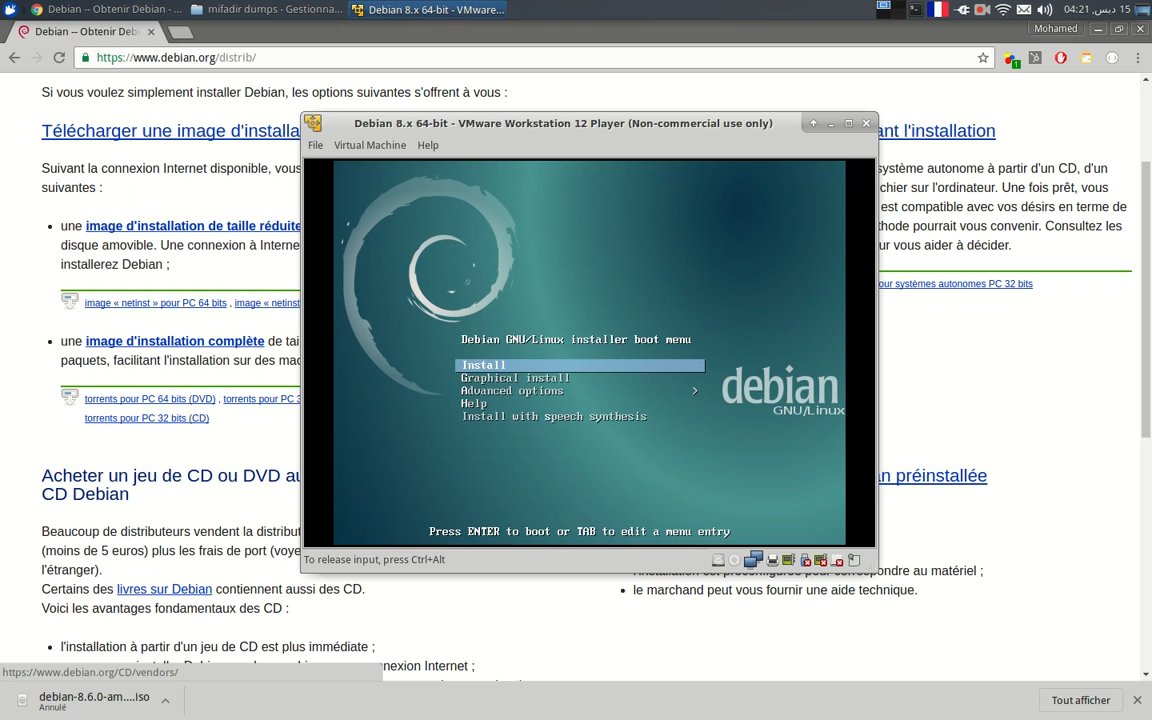 Debian -- Obtenir Debian - ...
mifadir dumps - Gestionna...
Debian 8.x 64-bit - VMware...
15 ديس, 04:21
Debian -- Obtenir Deb
Mohamed
https://www.debian.org/distrib/
1
Si vous voulez simplement installer Debian, les options suivantes s'offrent à vous :
Télécharger une image d'installa
ant l'installation
Suivant la connexion Internet disponible, vous
suivantes :
une image d'installation de taille réduite
disque amovible. Une connexion à Interne
installerez Debian ;
image « netinst » pour PC 64 bits , image « netinst
une image d'installation complète de tai
paquets, facilitant l'installation sur des mac
torrents pour PC 64 bits (DVD) , torrents pour PC 3
torrents pour PC 32 bits (CD)
système autonome à partir d'un CD, d'un
chier sur l'ordinateur. Une fois prêt, vous
est compatible avec vos désirs en terme de
thode pourrait vous convenir. Consultez les
ur vous aider à décider.
our systèmes autonomes PC 32 bits
Debian 8.x 64-bit - VMware Workstation 12 Player (Non-commercial use only)
File Virtual Machine Help
Debian GNU/Linux installer boot menu
Install
Graphical install
Advanced options >
Help
Install with speech synthesis
debian
GNU/Linux
Press ENTER to boot or TAB to edit a menu entry
To release input, press Ctrl+Alt
Acheter un jeu de CD ou DVD au
CD Debian
an préinstallée
Beaucoup de distributeurs vendent la distribut
(moins de 5 euros) plus les frais de port (voye
l'étranger).
Certains des livres sur Debian contiennent aussi des CD.
Voici les avantages fondamentaux des CD :
l'installation à partir d'un jeu de CD est plus immédiate ;
nnexion Internet ;
l'installation est préconfigurée pour correspondre au matériel ;
le marchand peut vous fournir une aide technique.
https://www.debian.org/CD/vendors/
debian-8.6.0-am....iso
Annulé
Tout afficher